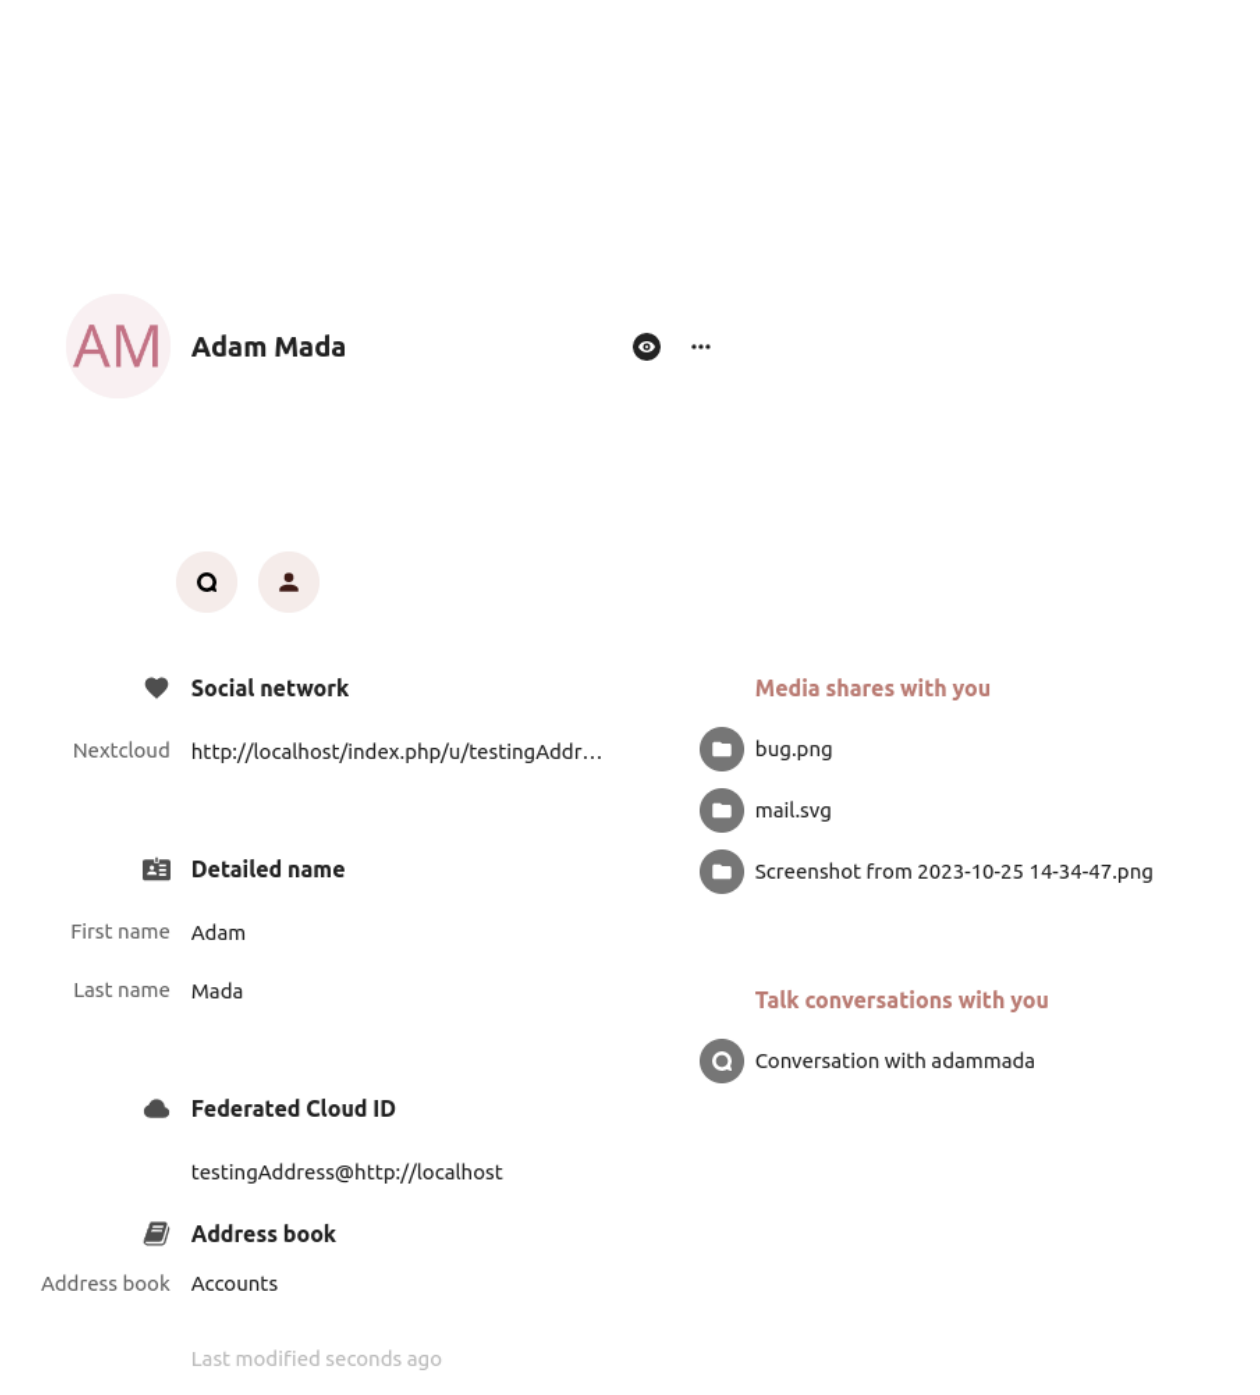 AM
Adam Mada
Social network
Nextcloud http://localhost/index.php/u/testingAddr…
Detailed name
First name Adam
Last name Mada
Federated Cloud ID
testingAddress@http://localhost
Address book
Address book Accounts
Last modified seconds ago
Media shares with you
bug.png
mail.svg
Screenshot from 2023-10-25 14-34-47.png
Talk conversations with you
Conversation with adammada